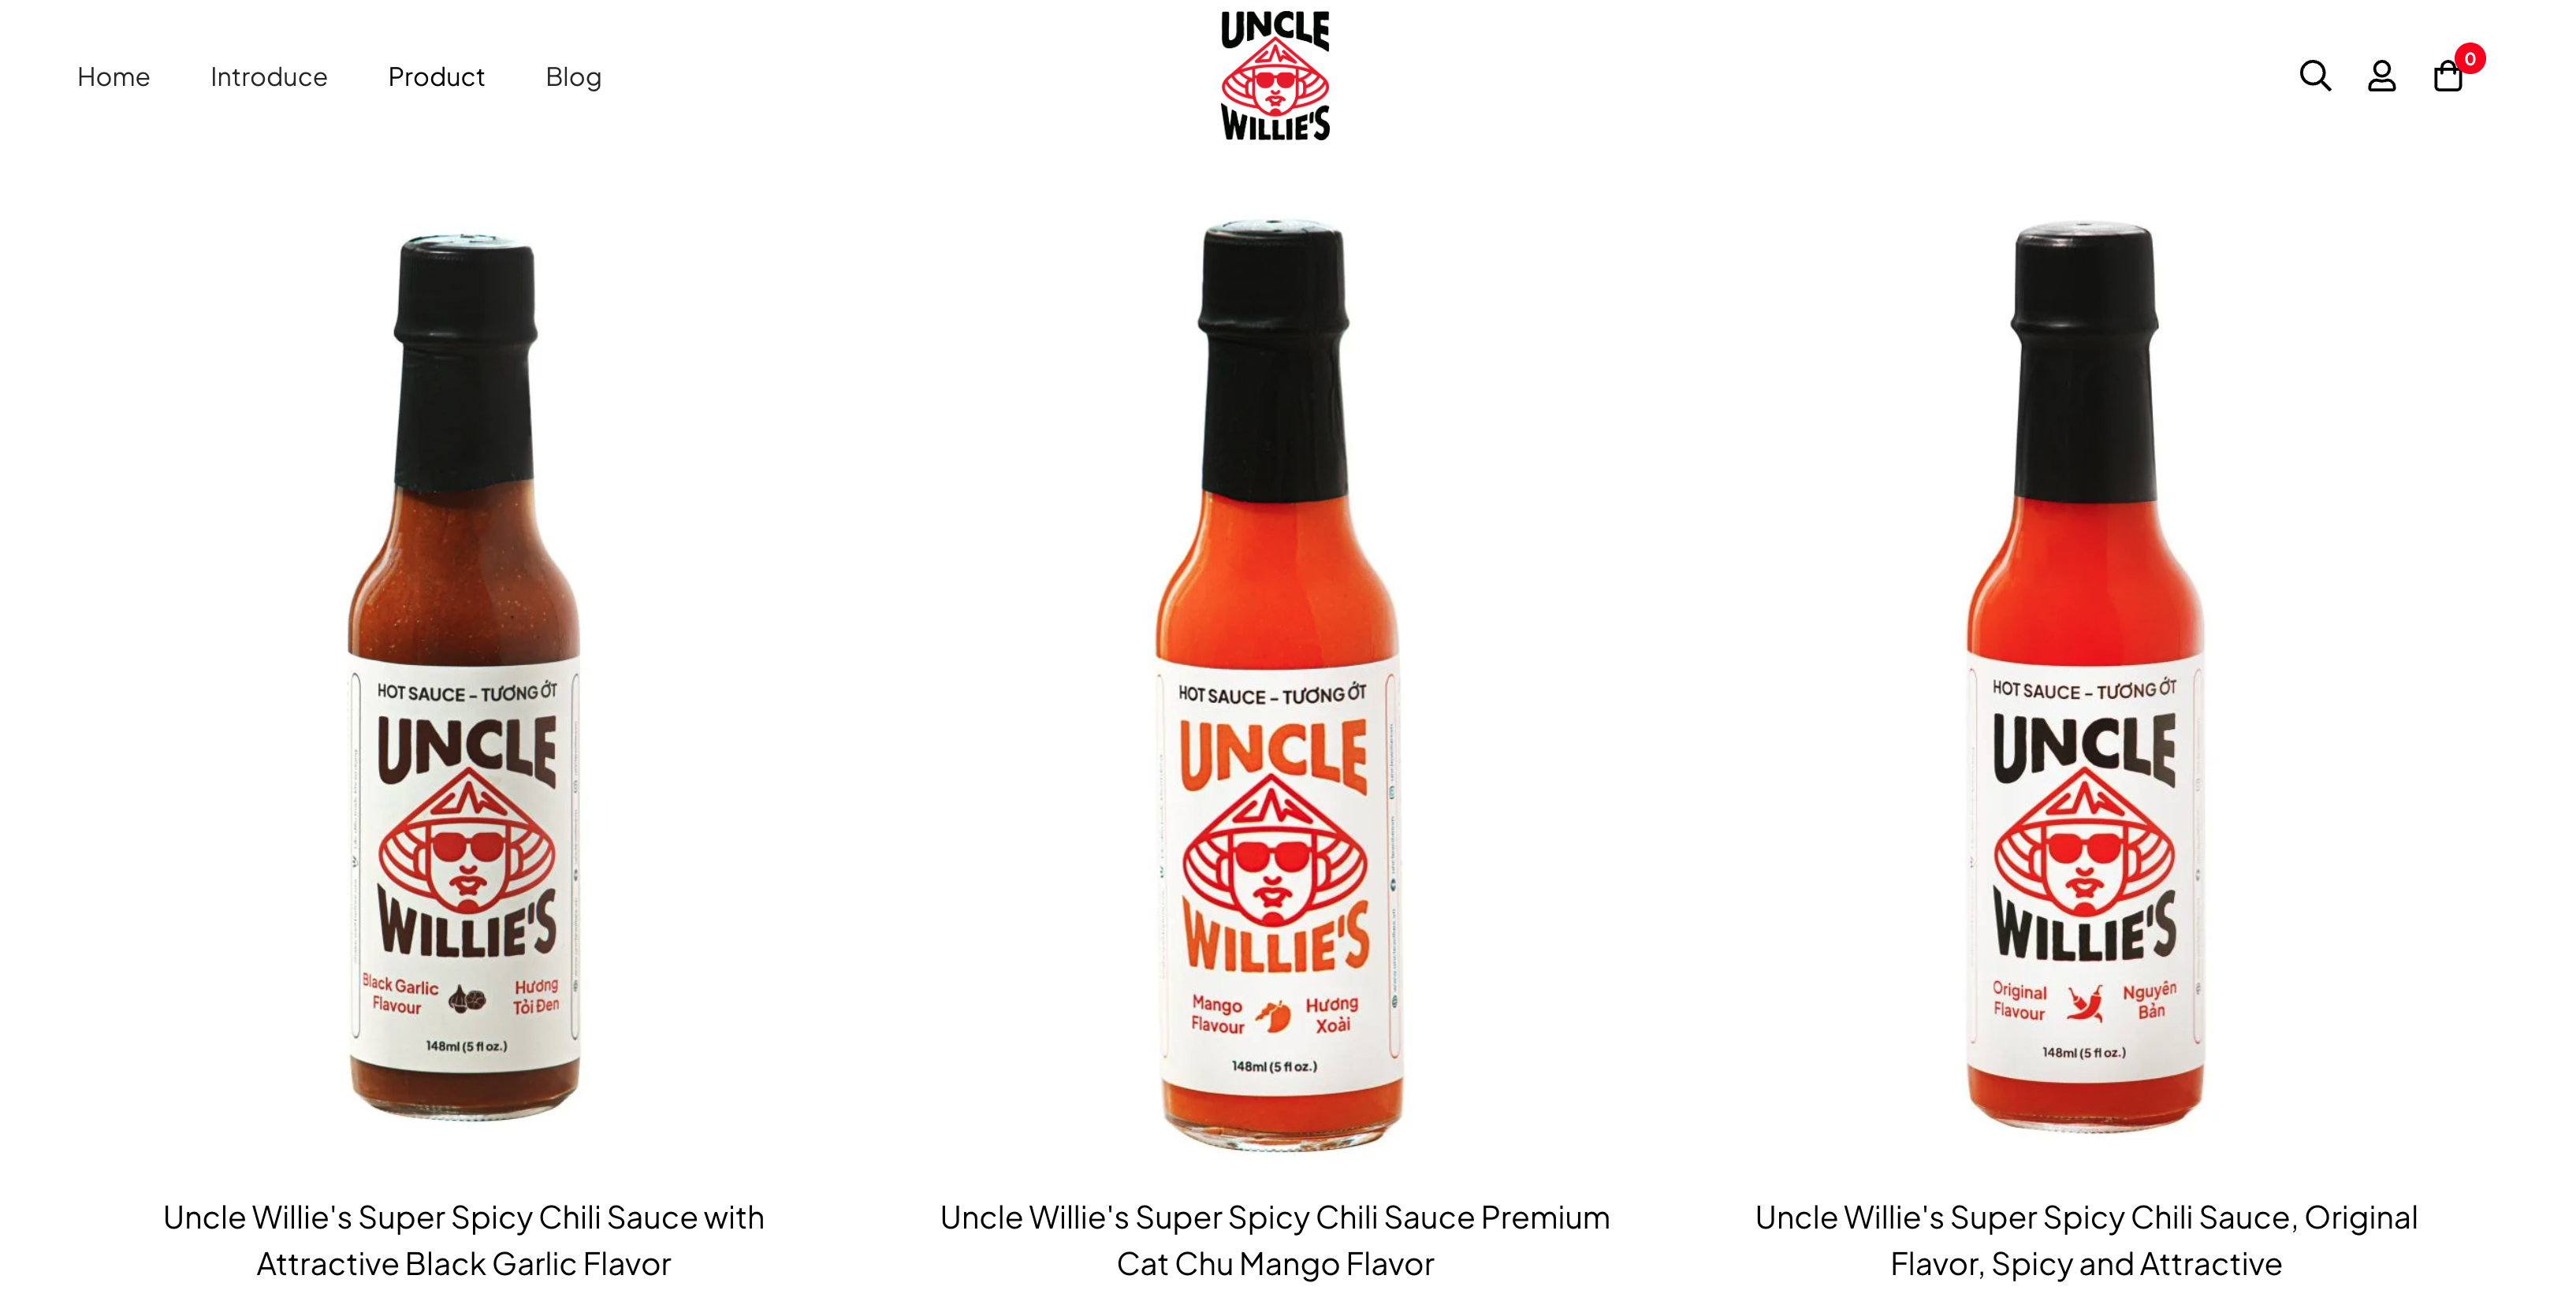 Home
Introduce
Product
Blog
UNCLE
WILLIE'S
0
HOT SAUCE – TƯƠNG ỚT
UNCLE
WILLIE'S
Black Garlic
Flavour
Hương
Tỏi Đen
148ml (5 fl oz.)
HOT SAUCE – TƯƠNG ỚT
UNCLE
WILLIE'S
Mango
Flavour
Hương
Xoài
148ml (5 fl oz.)
HOT SAUCE – TƯƠNG ỚT
UNCLE
WILLIE'S
Original
Flavour
Nguyên
Bản
148ml (5 fl oz.)
Uncle Willie's Super Spicy Chili Sauce with
Attractive Black Garlic Flavor
Uncle Willie's Super Spicy Chili Sauce Premium
Cat Chu Mango Flavor
Uncle Willie's Super Spicy Chili Sauce, Original
Flavor, Spicy and Attractive